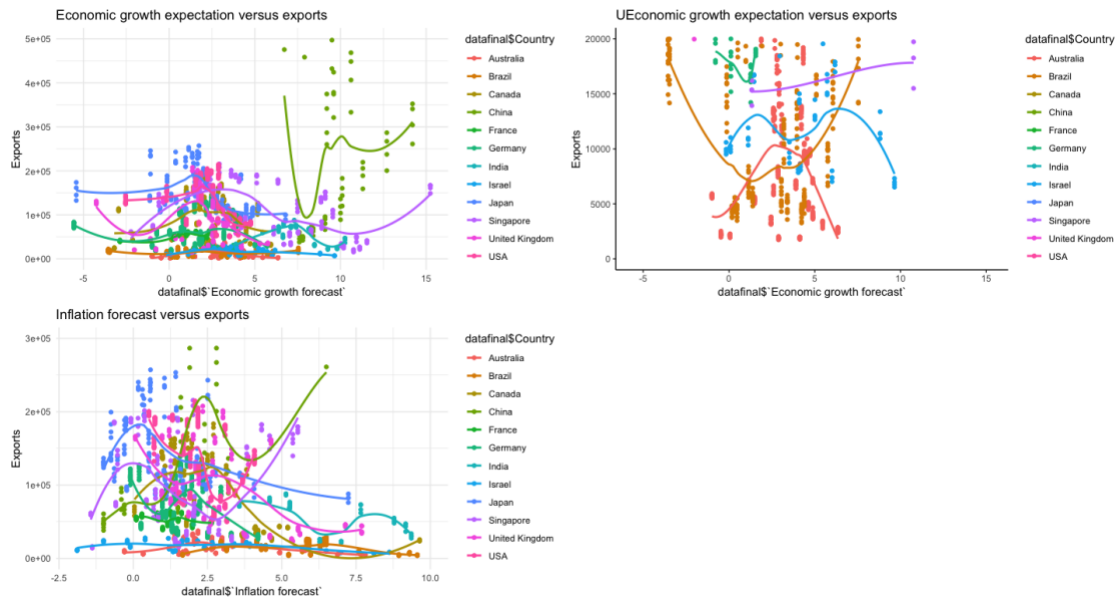 Economic growth expectation versus exports
5e+05
4e+05
3e+05
2e+05
1e+05
0e+00
Exports
-5
0
5
10
15
datafinal$`Economic growth forecast`
datafinal$Country
Australia
Brazil
Canada
China
France
Germany
India
Israel
Japan
Singapore
United Kingdom
USA
UEconomic growth expectation versus exports
20000
15000
10000
5000
0
Exports
-5
0
5
10
15
datafinal$`Economic growth forecast`
datafinal$Country
Australia
Brazil
Canada
China
France
Germany
India
Israel
Japan
Singapore
United Kingdom
USA
Inflation forecast versus exports
3e+05
2e+05
1e+05
0e+00
Exports
-2.5
0.0
2.5
5.0
7.5
10.0
datafinal$`Inflation forecast`
datafinal$Country
Australia
Brazil
Canada
China
France
Germany
India
Israel
Japan
Singapore
United Kingdom
USA